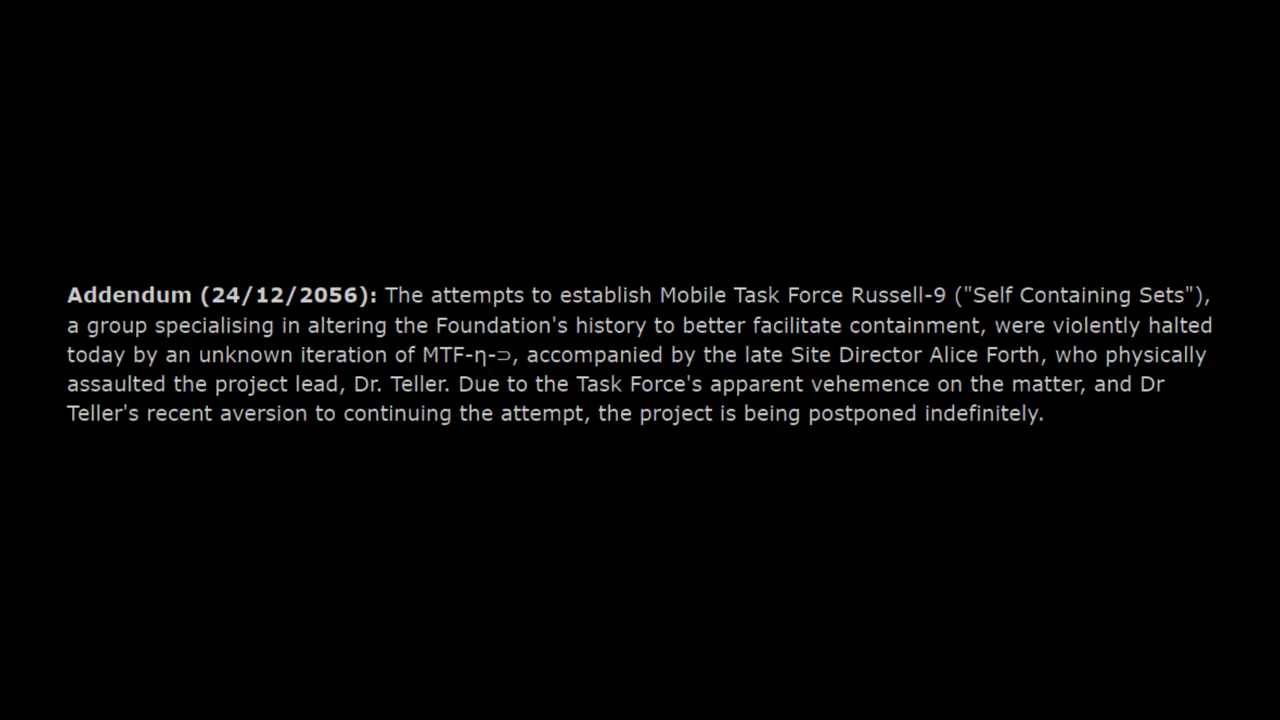 Addendum (24/12/2056): The attempts to establish Mobile Task Force Russell-9 ("Self Containing Sets"),
a group specialising in altering the Foundation's history to better facilitate containment, were violently halted
today by an unknown iteration of MTF-η-⊃, accompanied by the late Site Director Alice Forth, who physically
assaulted the project lead, Dr. Teller. Due to the Task Force's apparent vehemence on the matter, and Dr
Teller's recent aversion to continuing the attempt, the project is being postponed indefinitely.